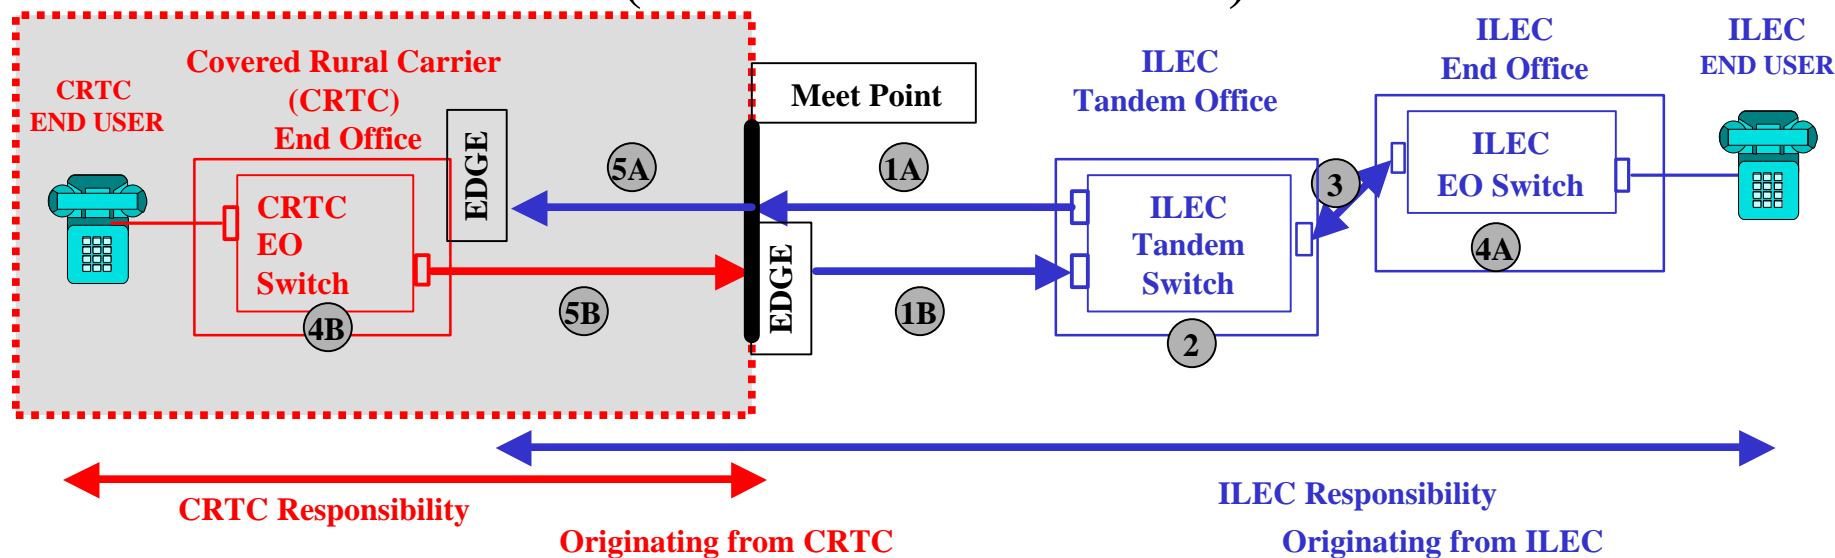 (                                                                    )
ILEC
End Office
ILEC
END USER
Covered Rural Carrier
(CRTC)
End Office
CRTC
END USER
Meet Point
ILEC
Tandem Office
EDGE
5A
1A
3
ILEC
EO Switch
4A
CRTC
EO
Switch
4B
5B
EDGE
1B
ILEC
Tandem
Switch
2
CRTC Responsibility
ILEC Responsibility
Originating from CRTC
Originating from ILEC